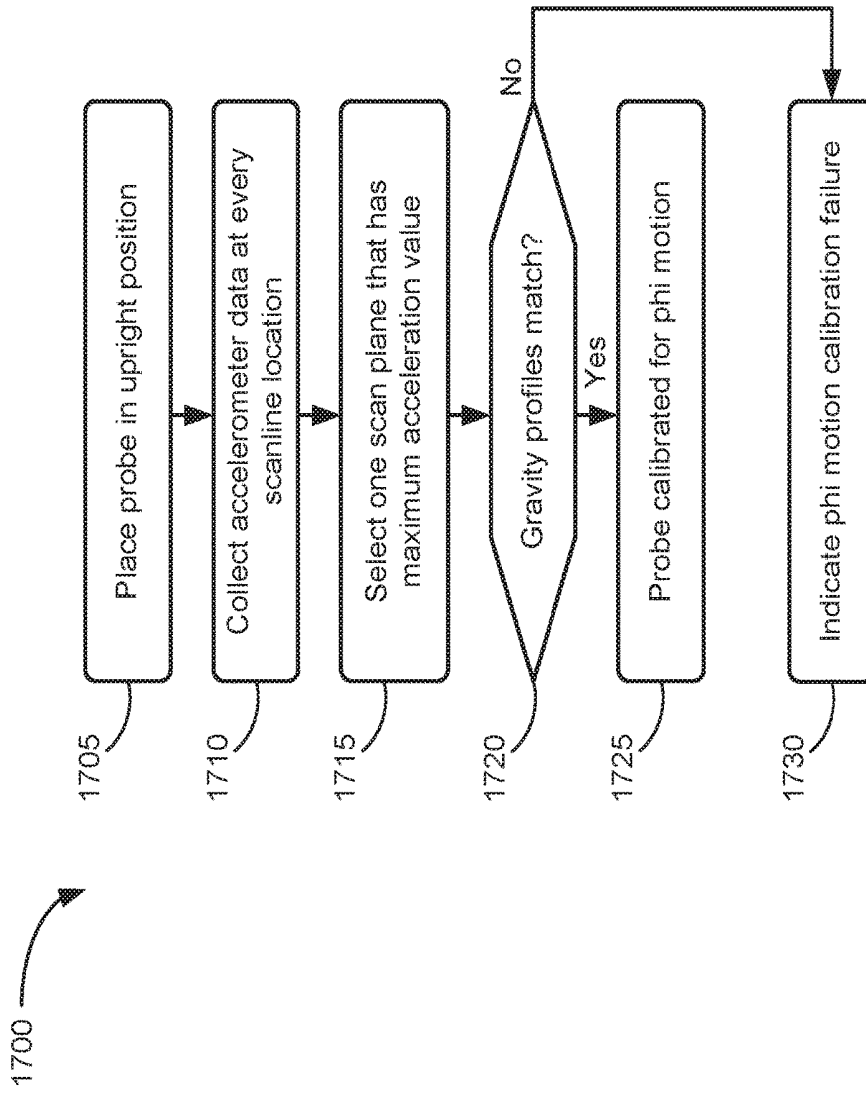 1700
1705
Place probe in upright position
1710
Collect accelerometer data at every
scanline location
1715
Select one scan plane that has
maximum acceleration value
1720
Gravity profiles match?
No
Yes
1725
Probe calibrated for phi motion
1730
Indicate phi motion calibration failure